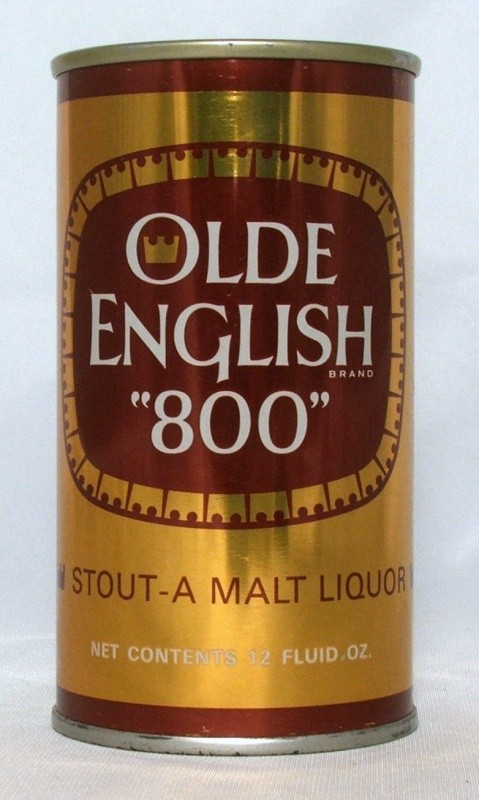 OLDE
ENGLISH
BRAND
“800”
STOUT-A MALT LIQUOR
NET CONTENTS 12 FLUID OZ.